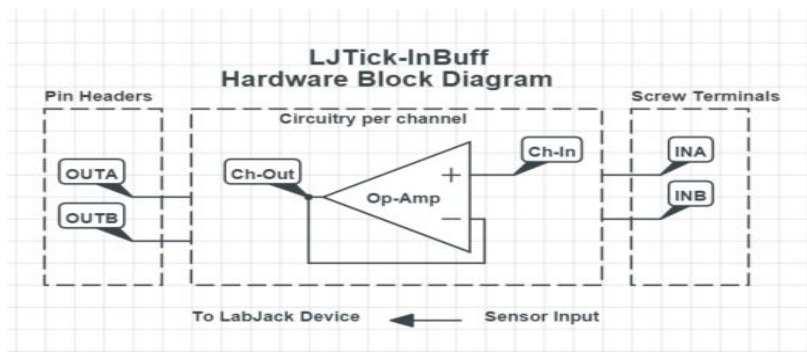 LJTick-InBuff
Hardware Block Diagram
Pin Headers
Screw Terminals
Circuitry per channel
OUTA
OUTB
Ch-Out
Op-Amp
+
−
Ch-In
INA
INB
To LabJack Device
Sensor Input